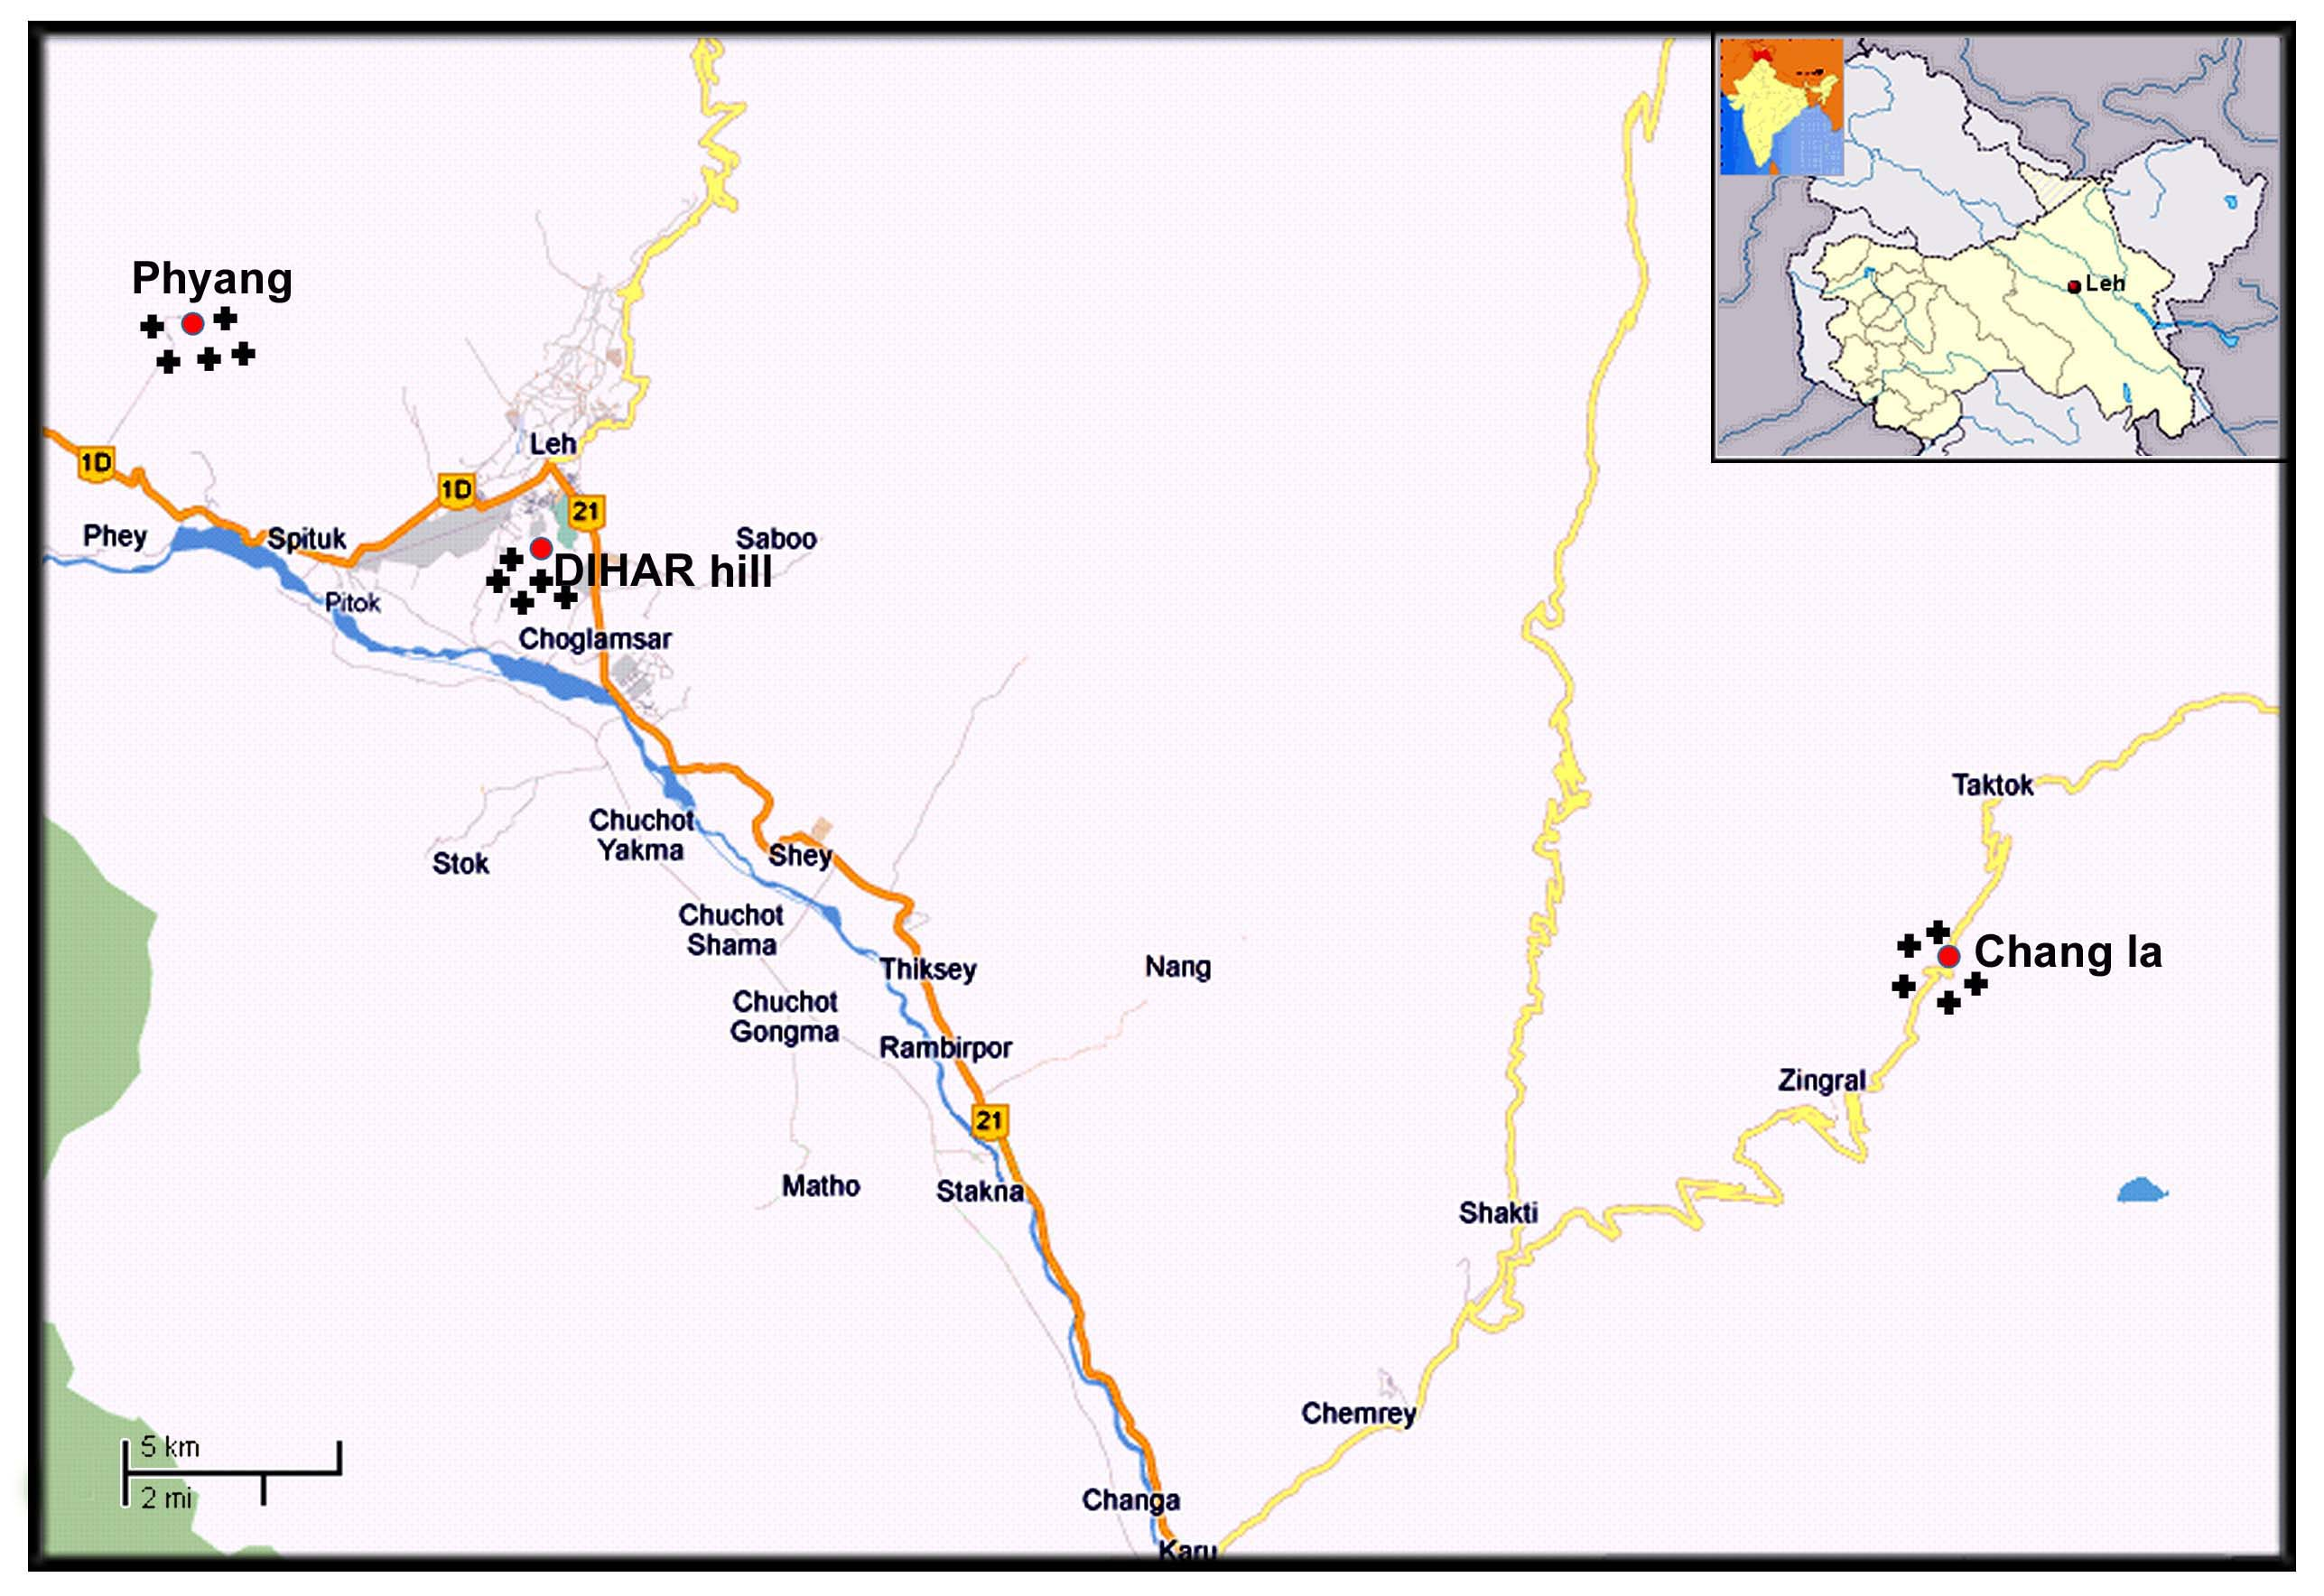 Leh
Phyang
Leh
1D
1D
21
Phey
Spituk
Saboo
DIHAR hill
Pitok
Choglamsar
Taktok
Chuchot
Yakma
Shey
Stok
Chuchot
Shama
Chang la
Thiksey
Nang
Chuchot
Gongma
Rambirpor
Zingral
21
Matho
Stakna
Shakti
Chemrey
5 km
2 mi
Changa
Karu